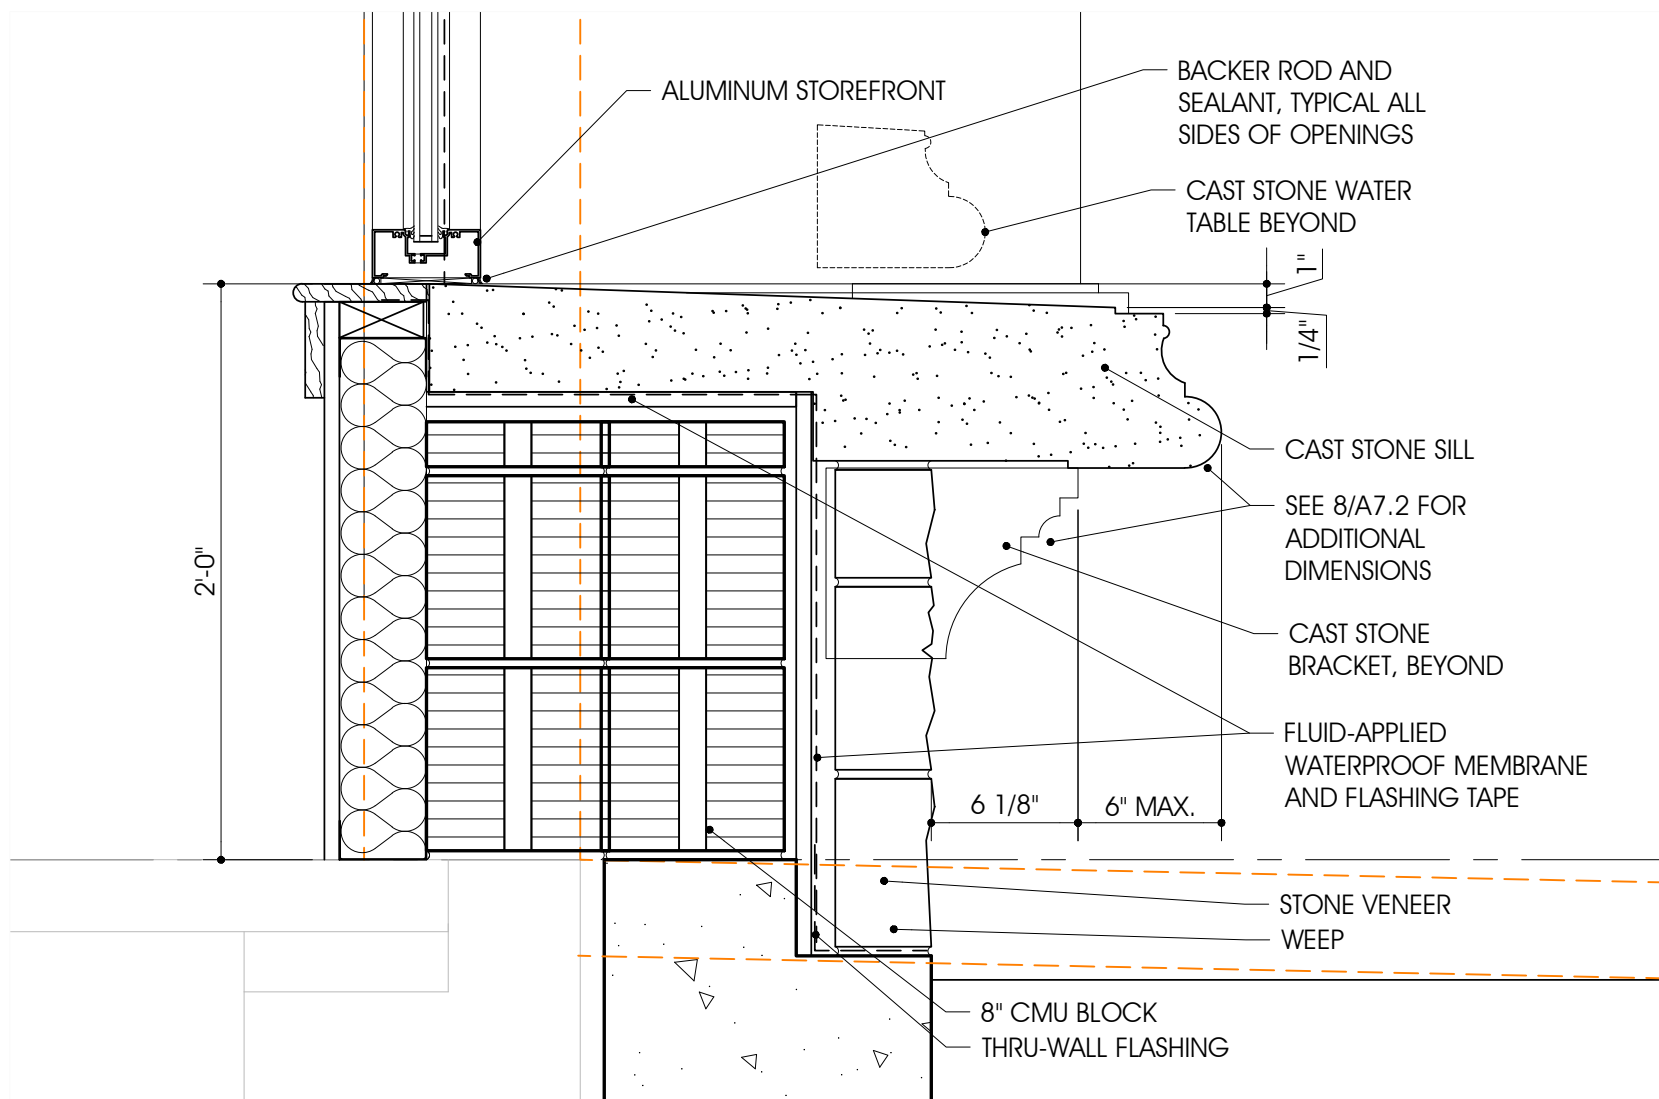 ALUMINUM STOREFRONT
BACKER ROD AND
SEALANT, TYPICAL ALL
SIDES OF OPENINGS
CAST STONE WATER
TABLE BEYOND
1"
1/4"
CAST STONE SILL
SEE 8/A7.2 FOR
ADDITIONAL
DIMENSIONS
2'-0"
CAST STONE
BRACKET, BEYOND
FLUID-APPLIED
WATERPROOF MEMBRANE
AND FLASHING TAPE
6 1/8"
6" MAX.
STONE VENEER
WEEP
8" CMU BLOCK
THRU-WALL FLASHING